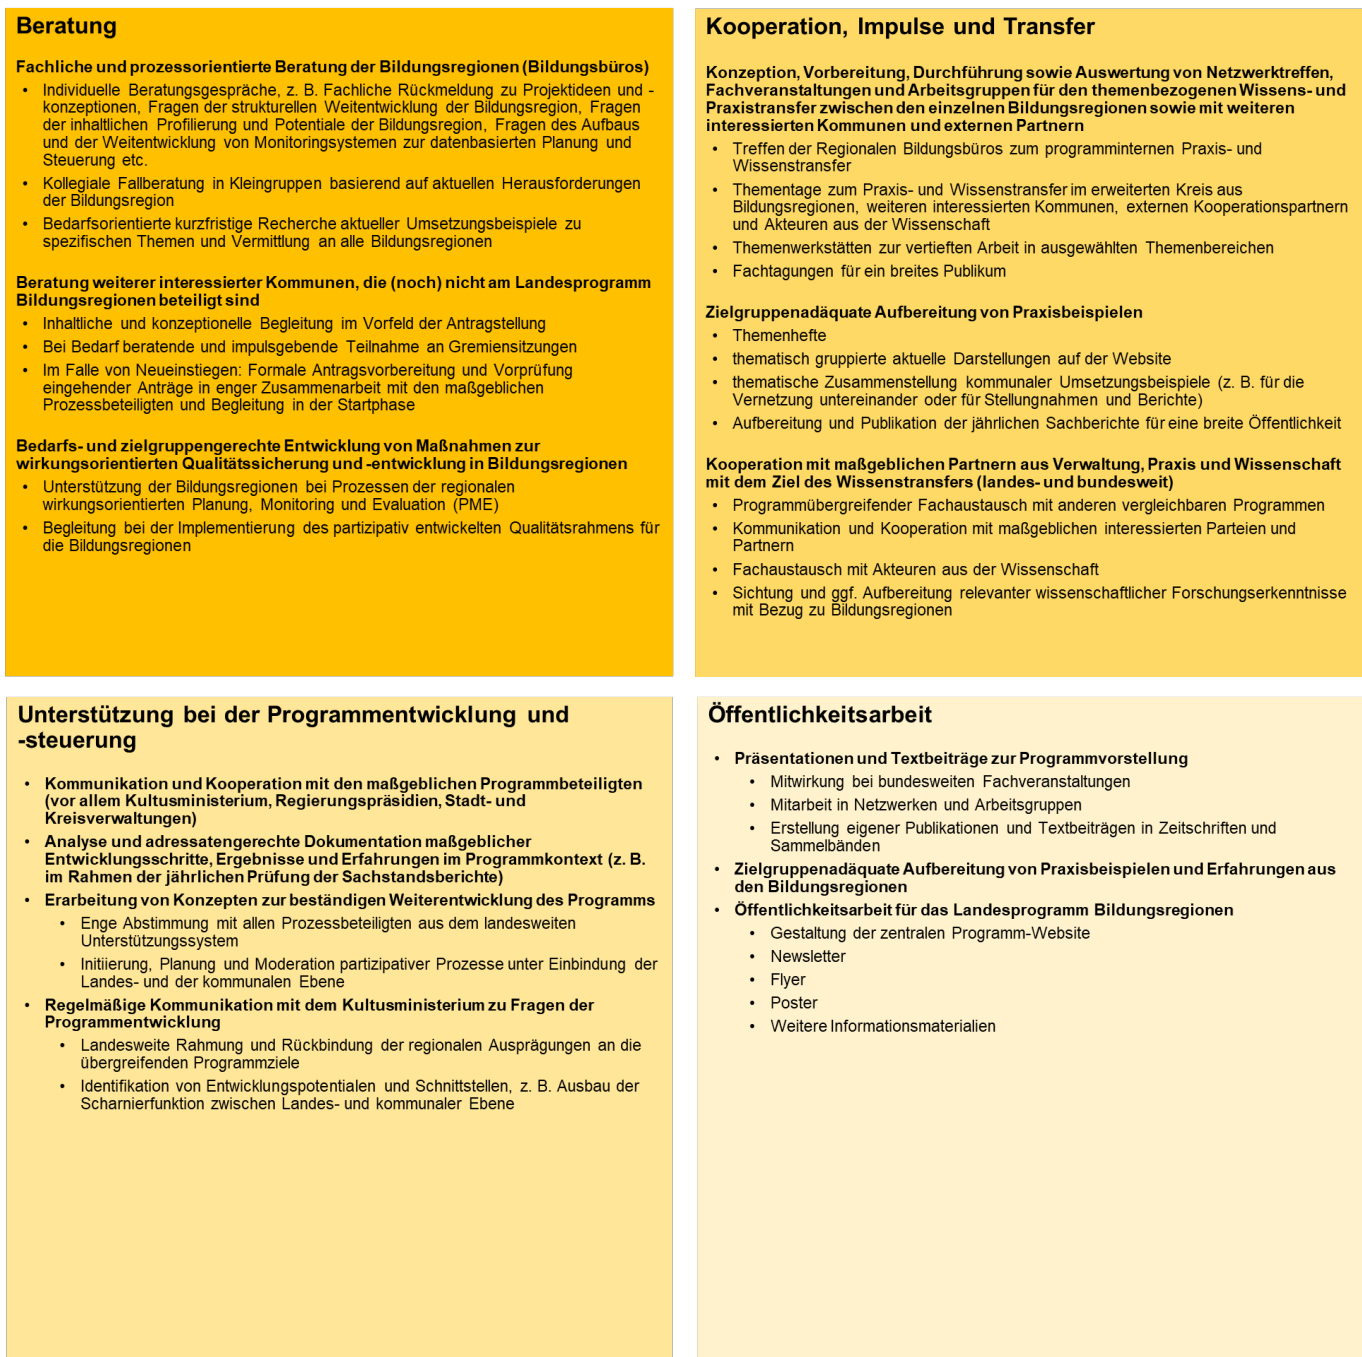 Beratung
Fachliche und prozessorientierte Beratung der Bildungsregionen (Bildungsbüros)
• Individuelle Beratungsgespräche, z. B. Fachliche Rückmeldung zu Projektideen und -
konzeptionen, Fragen der strukturellen Weitentwicklung der Bildungsregion, Fragen
der inhaltlichen Profilierung und Potentiale der Bildungsregion, Fragen des Aufbaus
und der Weitentwicklung von Monitoringsystemen zur datenbasierten Planung und
Steuerung etc.
• Kollegiale Fallberatung in Kleingruppen basierend auf aktuellen Herausforderungen
der Bildungsregion
• Bedarfsorientierte kurzfristige Recherche aktueller Umsetzungsbeispiele zu
spezifischen Themen und Vermittlung an alle Bildungsregionen
Beratung weiterer interessierter Kommunen, die (noch) nicht am Landesprogramm
Bildungsregionen beteiligt sind
• Inhaltliche und konzeptionelle Begleitung im Vorfeld der Antragstellung
• Bei Bedarf beratende und impulsgebende Teilnahme an Gremiensitzungen
• Im Falle von Neueinstiegen: Formale Antragsvorbereitung und Vorprüfung
eingehender Anträge in enger Zusammenarbeit mit den maßgeblichen
Prozessbeteiligten und Begleitung in der Startphase
Bedarfs- und zielgruppengerechte Entwicklung von Maßnahmen zur
wirkungsorientierten Qualitätssicherung und -entwicklung in Bildungsregionen
• Unterstützung der Bildungsregionen bei Prozessen der regionalen
wirkungsorientierten Planung, Monitoring und Evaluation (PME)
• Begleitung bei der Implementierung des partizipativ entwickelten Qualitätsrahmens für
die Bildungsregionen
Kooperation, Impulse und Transfer
Konzeption, Vorbereitung, Durchführung sowie Auswertung von Netzwerktreffen,
Fachveranstaltungen und Arbeitsgruppen für den themenbezogenen Wissens- und
Praxistransfer zwischen den einzelnen Bildungsregionen sowie mit weiteren
interessierten Kommunen und externen Partnern
• Treffen der Regionalen Bildungsbüros zum programminternen Praxis- und
Wissenstransfer
• Thementage zum Praxis- und Wissenstransfer im erweiterten Kreis aus
Bildungsregionen, weiteren interessierten Kommunen, externen Kooperationspartnern
und Akteuren aus der Wissenschaft
• Themenwerkstätten zur vertieften Arbeit in ausgewählten Themenbereichen
• Fachtagungen für ein breites Publikum
Zielgruppenadäquate Aufbereitung von Praxisbeispielen
• Themenhefte
• thematisch gruppierte aktuelle Darstellungen auf der Website
• thematische Zusammenstellung kommunaler Umsetzungsbeispiele (z. B. für die
Vernetzung untereinander oder für Stellungnahmen und Berichte)
• Aufbereitung und Publikation der jährlichen Sachberichte für eine breite Öffentlichkeit
Kooperation mit maßgeblichen Partnern aus Verwaltung, Praxis und Wissenschaft
mit dem Ziel des Wissenstransfers (landes- und bundesweit)
• Programmübergreifender Fachaustausch mit anderen vergleichbaren Programmen
• Kommunikation und Kooperation mit maßgeblichen interessierten Parteien und
Partnern
• Fachaustausch mit Akteuren aus der Wissenschaft
• Sichtung und ggf. Aufbereitung relevanter wissenschaftlicher Forschungserkenntnisse
mit Bezug zu Bildungsregionen
Unterstützung bei der Programmentwicklung und
-steuerung
• Kommunikation und Kooperation mit den maßgeblichen Programmbeteiligten
(vor allem Kultusministerium, Regierungspräsidien, Stadt- und
Kreisverwaltungen)
• Analyse und adressatengerechte Dokumentation maßgeblicher
Entwicklungsschritte, Ergebnisse und Erfahrungen im Programmkontext (z. B.
im Rahmen der jährlichen Prüfung der Sachstandsberichte)
• Erarbeitung von Konzepten zur beständigen Weiterentwicklung des Programms
• Enge Abstimmung mit allen Prozessbeteiligten aus dem landesweiten
Unterstützungssystem
• Initiierung, Planung und Moderation partizipativer Prozesse unter Einbindung der
Landes- und der kommunalen Ebene
• Regelmäßige Kommunikation mit dem Kultusministerium zu Fragen der
Programmentwicklung
• Landesweite Rahmung und Rückbindung der regionalen Ausprägungen an die
übergreifenden Programmziele
• Identifikation von Entwicklungspotentialen und Schnittstellen, z. B. Ausbau der
Scharnierfunktion zwischen Landes- und kommunaler Ebene
Öffentlichkeitsarbeit
• Präsentationen und Textbeiträge zur Programmvorstellung
• Mitwirkung bei bundesweiten Fachveranstaltungen
• Mitarbeit in Netzwerken und Arbeitsgruppen
• Erstellung eigener Publikationen und Textbeiträgen in Zeitschriften und
Sammelbänden
• Zielgruppenadäquate Aufbereitung von Praxisbeispielen und Erfahrungen aus
den Bildungsregionen
• Öffentlichkeitsarbeit für das Landesprogramm Bildungsregionen
• Gestaltung der zentralen Programm-Website
• Newsletter
• Flyer
• Poster
• Weitere Informationsmaterialien